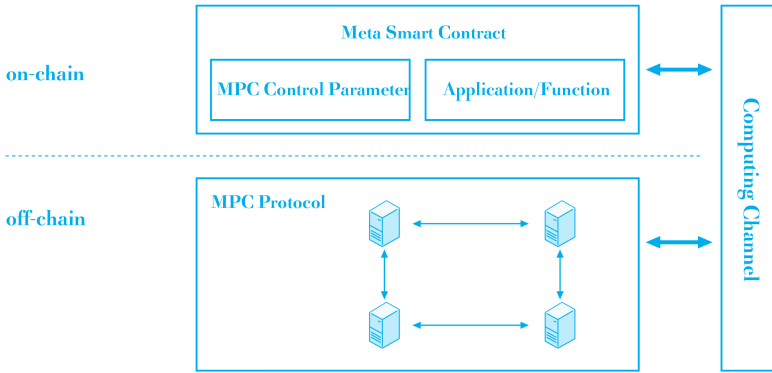 Meta Smart Contract
on-chain
MPC Control Parameter
Application/Function
Computing Channel
off-chain
MPC Protocol